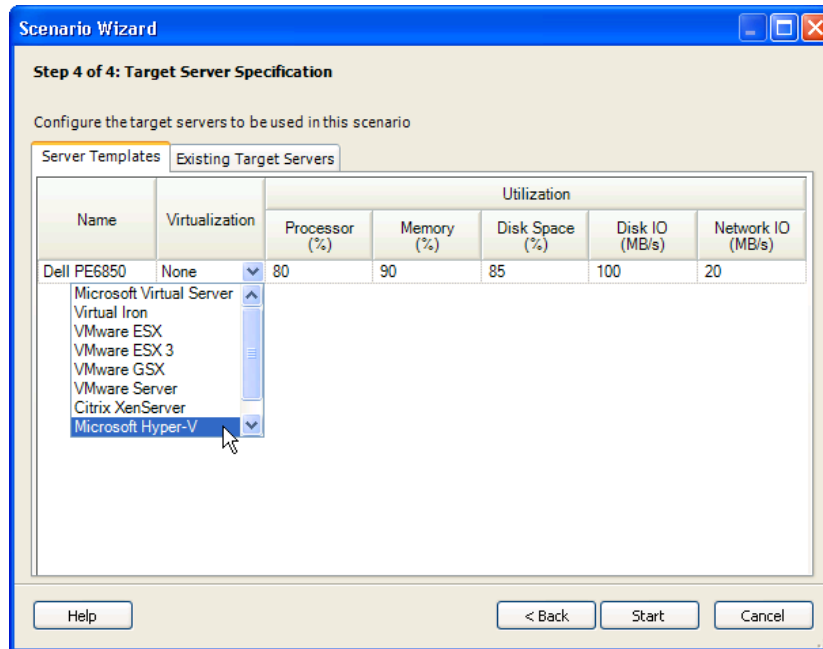 Scenario Wizard
Step 4 of 4: Target Server Specification
Configure the target servers to be used in this scenario
Server Templates Existing Target Servers
Name Virtualization Utilization
Processor (%) Memory (%) Disk Space (%) Disk IO (MB/s) Network IO (MB/s)
Dell PE6850 None 80 90 85 100 20
Microsoft Virtual Server
Virtual Iron
VMware ESX
VMware ESX 3
VMware GSX
VMware Server
Citrix XenServer
Microsoft Hyper-V
Help < Back Start Cancel